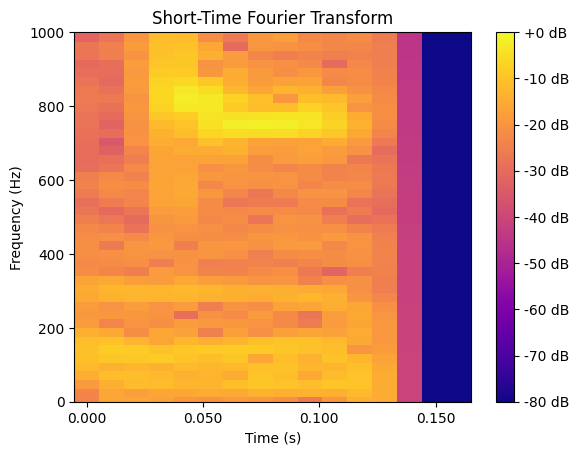 Short-Time Fourier Transform
1000
800
600
400
200
0
Frequency (Hz)
0.000
0.050
0.100
0.150
Time (s)
+0 dB
-10 dB
-20 dB
-30 dB
-40 dB
-50 dB
-60 dB
-70 dB
-80 dB